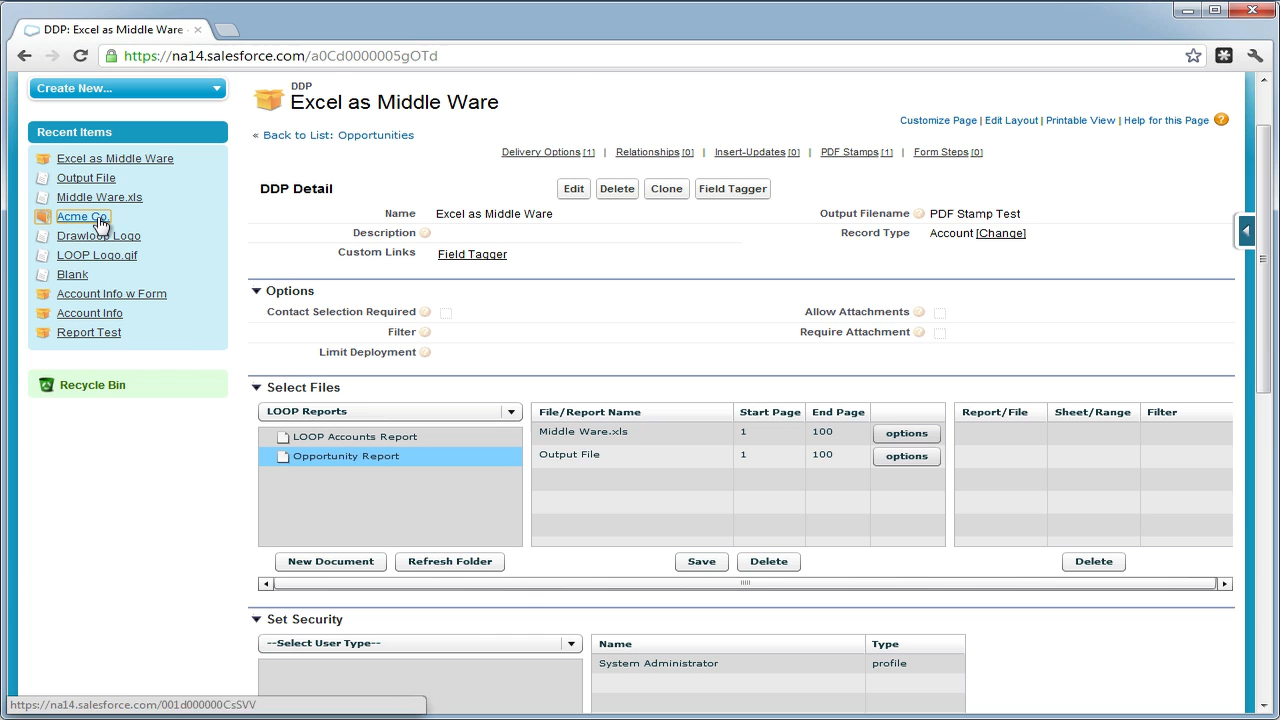 DDP: Excel as Middle Ware
https://na14.salesforce.com/a0Cd0000005gOTd
Create New...
Recent Items
Excel as Middle Ware
Output File
Middle Ware.xls
Acme Co.
Drawloop Logo
LOOP Logo.gif
Blank
Account Info w Form
Account Info
Report Test
Recycle Bin
DDP
Excel as Middle Ware
Customize Page | Edit Layout | Printable View | Help for this Page ?
« Back to List: Opportunities
Delivery Options [1] | Relationships [0] | Insert-Updates [0] | PDF Stamps [1] | Form Steps [0]
DDP Detail Edit Delete Clone Field Tagger
Name Excel as Middle Ware Output Filename PDF Stamp Test
Description Record Type Account [Change]
Custom Links Field Tagger
Options
Contact Selection Required Allow Attachments
Filter Require Attachment
Limit Deployment
Select Files
LOOP Reports
LOOP Accounts Report
Opportunity Report
File/Report Name Start Page End Page
Middle Ware.xls 1 100 options
Output File 1 100 options
Report/File Sheet/Range Filter
New Document Refresh Folder Save Delete Delete
Set Security
--Select User Type--
Name Type
System Administrator profile
https://na14.salesforce.com/001d000000CsSVV